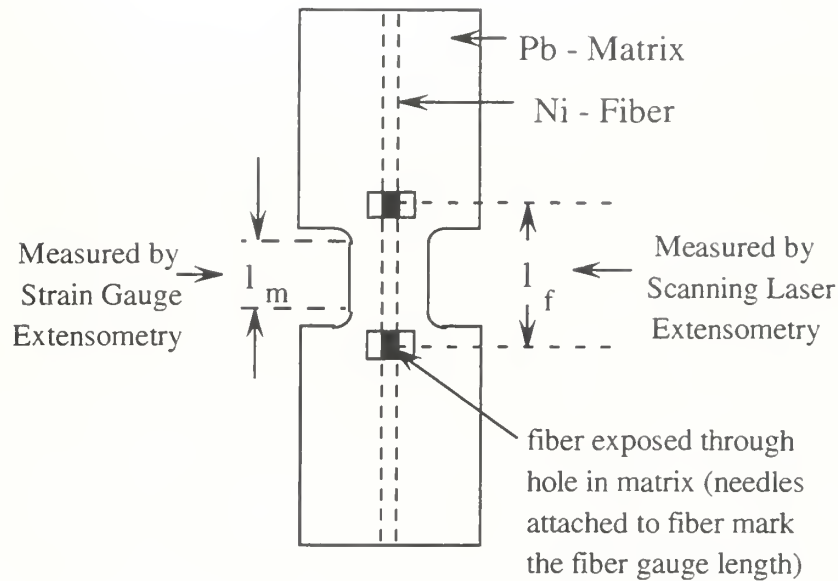 Pb - Matrix
Ni - Fiber
Measured by
Strain Gauge
Extensometry
l m
l f
Measured by
Scanning Laser
Extensometry
fiber exposed through
hole in matrix (needles
attached to fiber mark
the fiber gauge length)